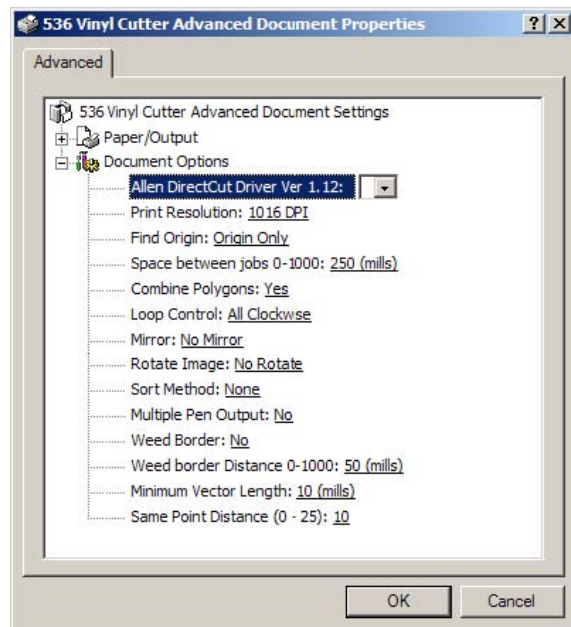 536 Vinyl Cutter Advanced Document Properties
Advanced
536 Vinyl Cutter Advanced Document Settings
Paper/Output
Document Options
Allen DirectCut Driver Ver 1.12:
Print Resolution: 1016 DPI
Find Origin: Origin Only
Space between jobs 0-1000: 250 (mills)
Combine Polygons: Yes
Loop Control: All Clockwse
Mirror: No Mirror
Rotate Image: No Rotate
Sort Method: None
Multiple Pen Output: No
Weed Border: No
Weed border Distance 0-1000: 50 (mills)
Minimum Vector Length: 10 (mills)
Same Point Distance (0 - 25): 10
OK Cancel